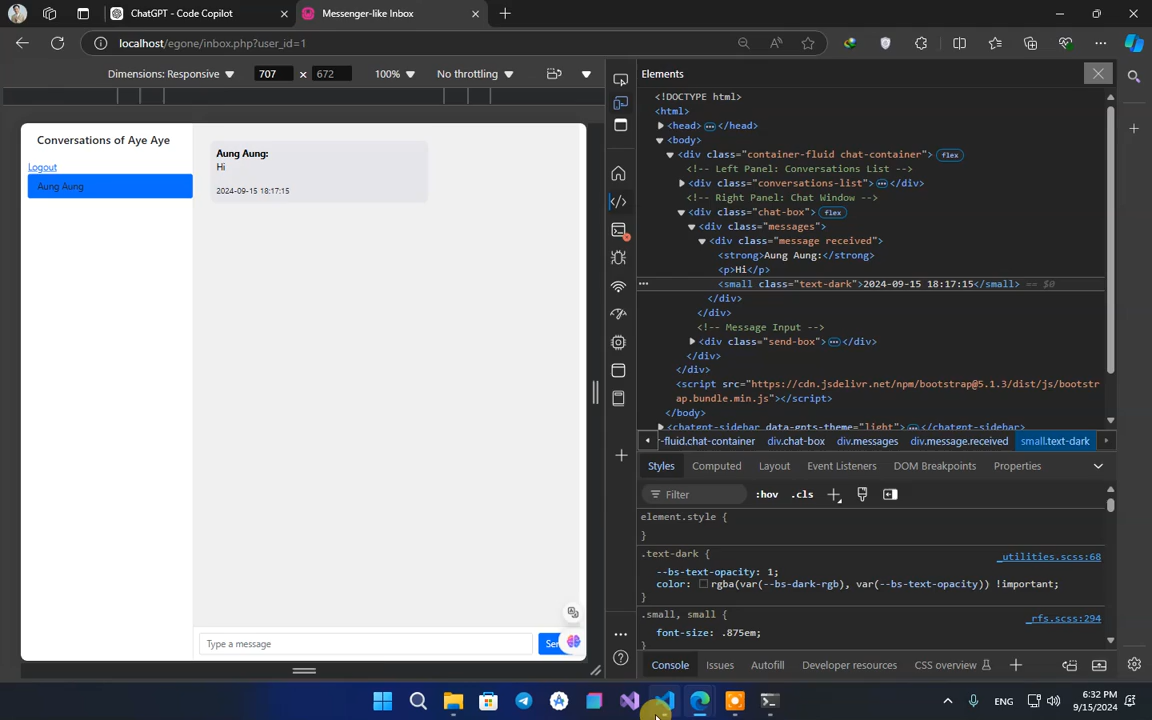 ChatGPT - Code Copilot
Messenger-like Inbox
localhost/egone/inbox.php?user_id=1
Dimensions: Responsive
707 × 672
100%
No throttling
Conversations of Aye Aye
Logout
Aung Aung
Aung Aung:
Hi
2024-09-15 18:17:15
Type a message
Elements
<!DOCTYPE html>
<html>
<head> ••• </head>
<body>
<div class="container-fluid chat-container"> flex
<!-- Left Panel: Conversations List -->
<div class="conversations-list"> ••• </div>
<!-- Right Panel: Chat Window -->
<div class="chat-box"> flex
<div class="messages">
<div class="message received">
<strong>Aung Aung:</strong>
<p>Hi</p>
<small class="text-dark">2024-09-15 18:17:15</small> == $0
</div>
</div>
<!-- Message Input -->
<div class="send-box"> ••• </div>
</div>
</div>
<script src="https://cdn.jsdelivr.net/npm/bootstrap@5.1.3/dist/js/bootstr
ap.bundle.min.js"></script>
</body>
<chatgpt-sidebar data-gpts-theme="light"> ••• </chatgpt-sidebar>
-fluid.chat-container div.chat-box div.messages div.message.received small.text-dark
Styles Computed Layout Event Listeners DOM Breakpoints Properties
Filter :hov .cls
element.style {
}
.text-dark { _utilities.scss:68
--bs-text-opacity: 1;
color: rgba(var(--bs-dark-rgb), var(--bs-text-opacity)) !important;
}
.small, small { _rfs.scss:294
font-size: .875em;
}
Console Issues Autofill Developer resources CSS overview
ENG
6:32 PM
9/15/2024